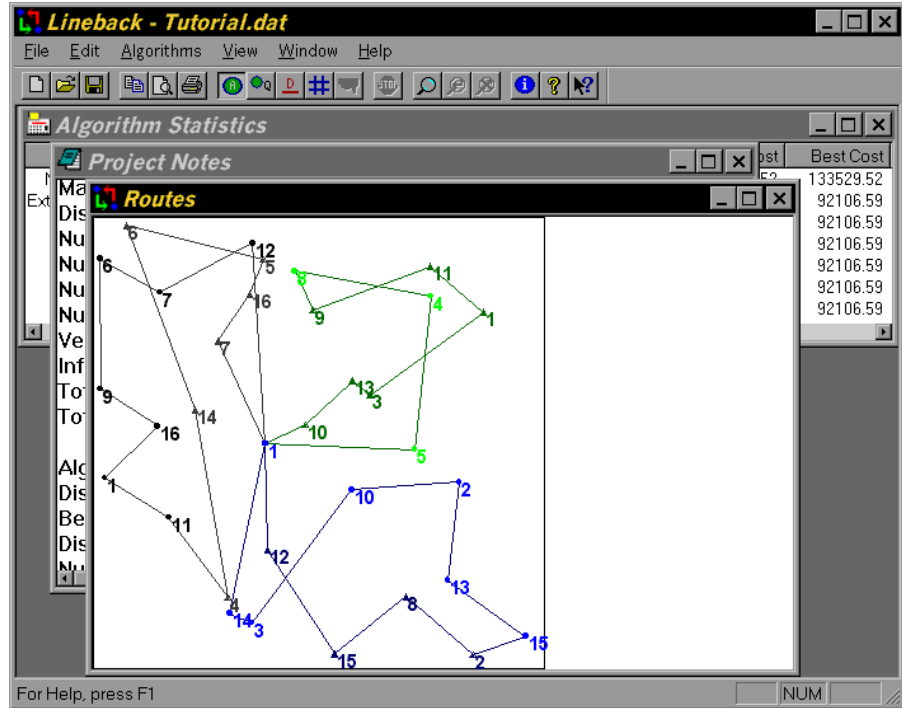 Lineback - Tutorial.dat
File Edit Algorithms View Window Help
A Q D STOP
Algorithm Statistics
Best Cost
133529.52
Ext 92106.59
92106.59
92106.59
92106.59
92106.59
92106.59
Project Notes
Ma
Dis
Nu
Nu
Nu
Nu
Ve
Inf
Tot
Tot
Alg
Dis
Be
Dis
Nu
Routes
6
12
5
6
8
11
7
16
4
9
1
7
13
9
3
14
16
10
1
5
1
2
10
11
12
13
4
8
14
3
15
15
2
For Help, press F1
NUM